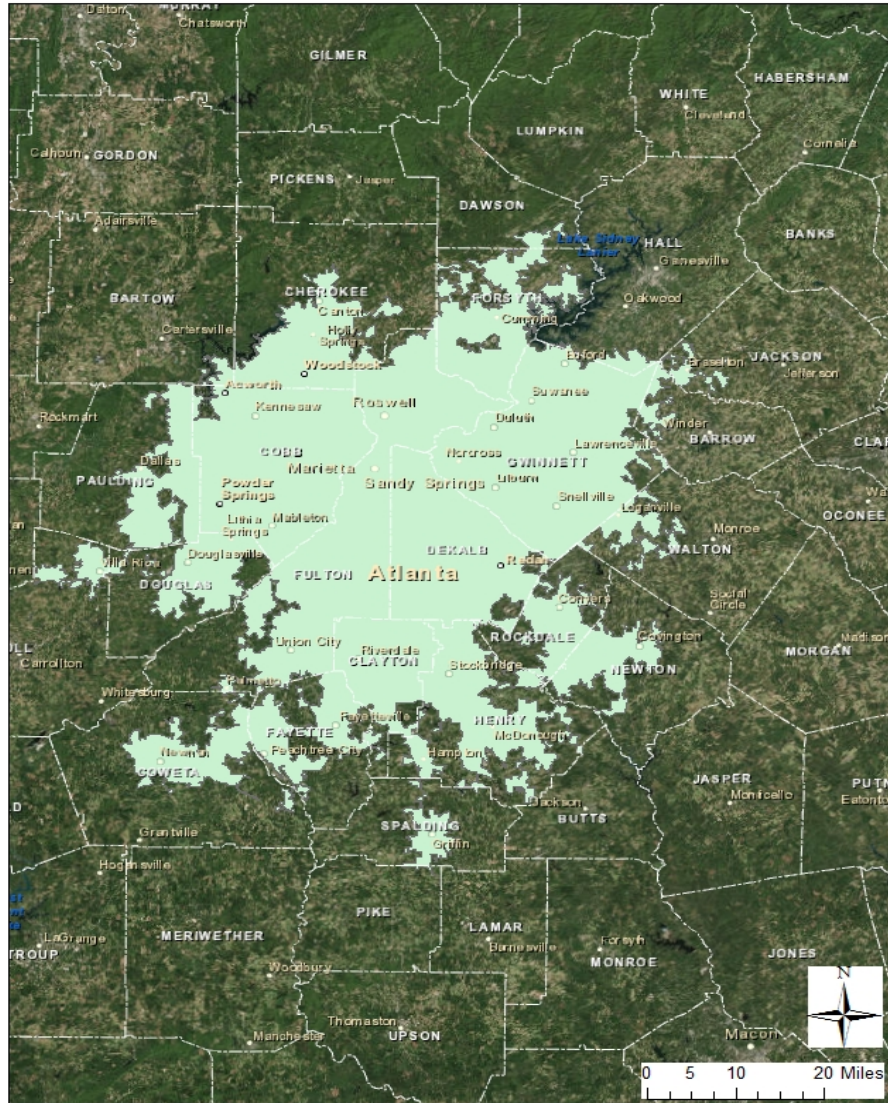 MURRAY
Dalton
Chatsworth
GILMER
HABERSHAM
WHITE
Cleveland
LUMPKIN
Cornelia
Calhoun
GORDON
PICKENS
Jasper
DAWSON
Adairsville
BANKS
Lake Sidney
Lanier
HALL
Gainesville
CHEROKEE
BARTOW
FORSYTH
Oakwood
Canton
Cumming
Holly
Springs
Cartersville
Buford
Braselton
JACKSON
Jefferson
Woodstock
Acworth
Suwanee
Roswell
Kennesaw
Rockmart
Duluth
Winder
BARROW
CLAR
COBB
Norcross
Lawrenceville
Dallas
Marietta
GWINNETT
PAULDING
Powder
Springs
Sandy Springs
Lilburn
Snellville
Wa
Loganville
OCONEE
Lithia
Springs
Mableton
Monroe
DEKALB
WALTON
Douglasville
Villa Rica
Redan
FULTON
Atlanta
DOUGLAS
Social
Circle
Conyers
ROCKDALE
Covington
Madison
Union City
Riverdale
MORGAN
CLAYTON
Carrollton
Stockbridge
NEWTON
Palmetto
Whitesburg
Fayetteville
HENRY
FAYETTE
McDonough
Newnan
Peachtree City
Hampton
COWETA
JASPER
PUTN
Monticello
Eatonton
Jackson
BUTTS
SPALDING
Grantville
Griffin
Hogansville
PIKE
LAMAR
MERIWETHER
LaGrange
TROUP
Barnesville
Forsyth
MONROE
JONES
Woodbury
N
Thomaston
UPSON
Manchester
Macon
0 5 10 20 Miles